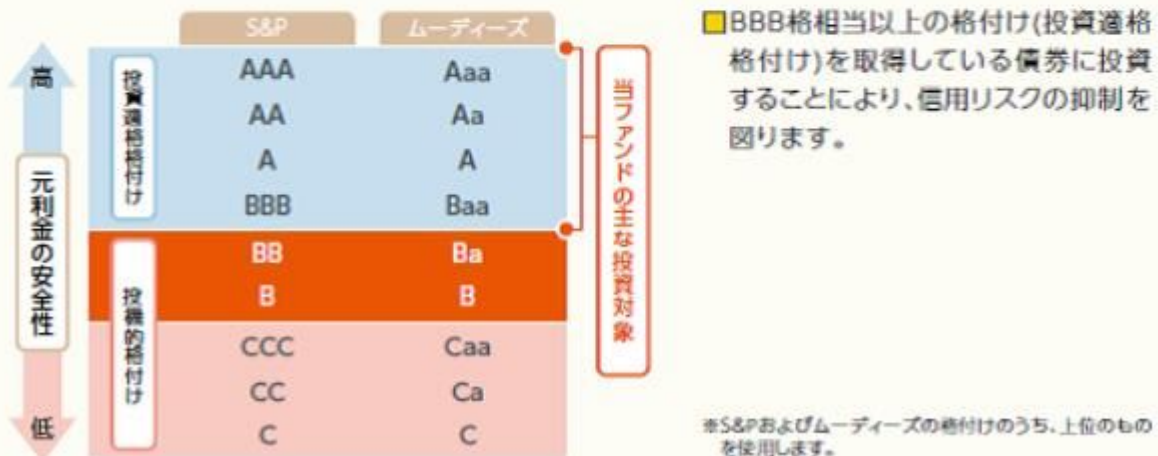 S&P ムーディーズ
高
元利金の安全性
低
投資適格格付け
AAA Aaa
AA Aa
A A
BBB Baa
投機的格付け
BB Ba
B B
CCC Caa
CC Ca
C C
当ファンドの主な投資対象
BBB格相当以上の格付け(投資適格
格付け)を取得している債券に投資
することにより、信用リスクの抑制を
図ります。
※S&Pおよびムーディーズの格付けのうち、上位のもの
を使用します。